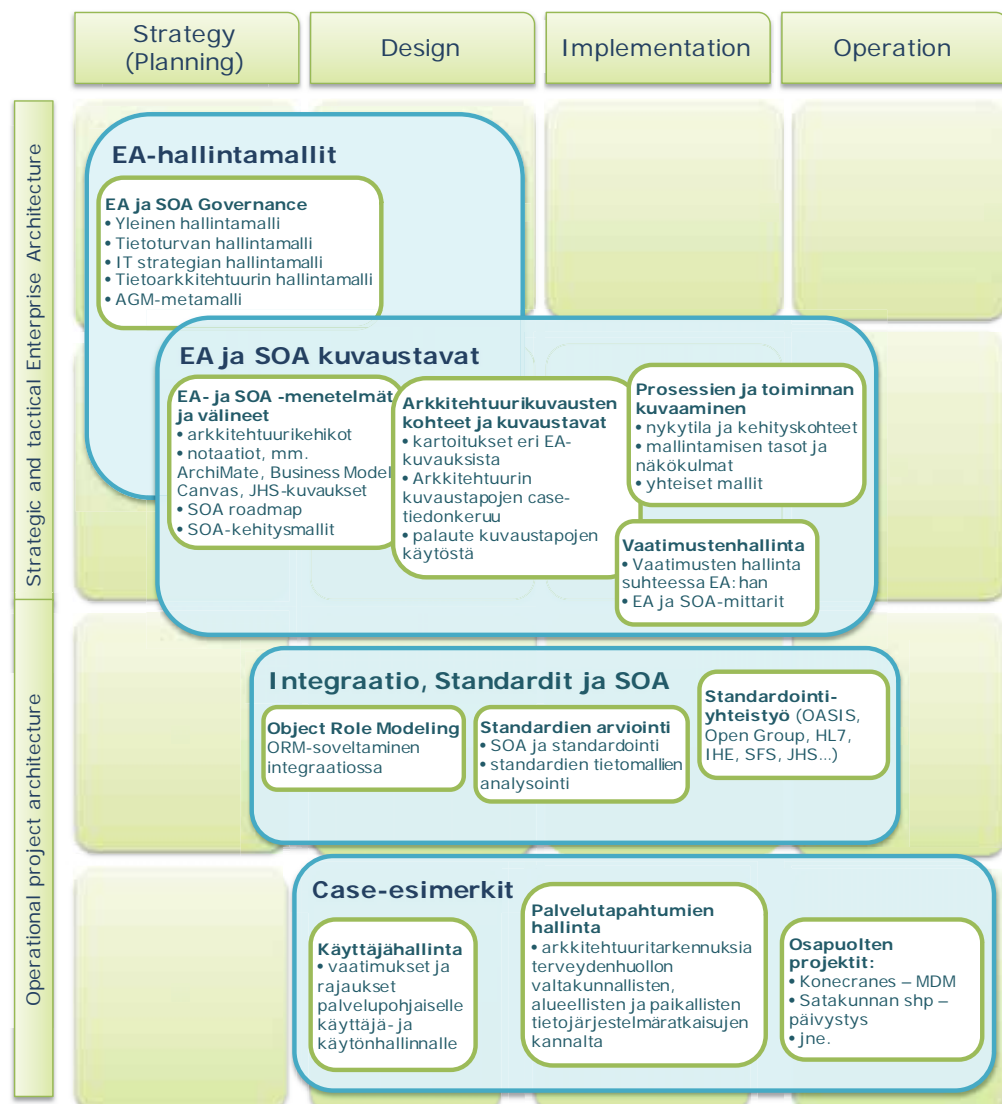 Strategy
(Planning)
Design
Implementation
Operation
Strategic and tactical Enterprise Architecture
EA-hallintamallit
EA ja SOA Governance
• Yleinen hallintamalli
• Tietoturvan hallintamalli
• IT strategian hallintamalli
• Tietoarkkitehtuurin hallintamalli
• AGM-metamalli
EA ja SOA kuvaustavat
EA- ja SOA -menetelmät
ja välineet
• arkkitehtuurikehikot
• notaatiot, mm.
ArchiMate, Business Model
Canvas, JHS-kuvaukset
• SOA roadmap
• SOA-kehitysmallit
Arkkitehtuurikuvausten
kohteet ja kuvaustavat
• kartoitukset eri EA-
kuvauksista
• Arkkitehtuurin
kuvaustapojen case-
tiedonkeruu
• palaute kuvaustapojen
käytöstä
Prosessien ja toiminnan
kuvaaminen
• nykytila ja kehityskohteet
• mallintamisen tasot ja
näkökulmat
• yhteiset mallit
Vaatimustenhallinta
• Vaatimusten hallinta
suhteessa EA:han
• EA ja SOA-mittarit
Operational project architecture
Integraatio, Standardit ja SOA
Object Role Modeling
ORM-soveltaminen
integraatiossa
Standardien arviointi
• SOA ja standardointi
• standardien tietomallien
analysointi
Standardointi-
yhteistyö (OASIS,
Open Group, HL7,
IHE, SFS, JHS...)
Case-esimerkit
Käyttäjähallinta
• vaatimukset ja
rajaukset
palvelupohjaiselle
käyttäjä- ja
käytönhallinnalle
Palvelutapahtumien
hallinta
• arkkitehtuuritarkennuksia
terveydenhuollon
valtakunnallisten,
alueellisten ja paikallisten
tietojärjestelmäratkaisujen
kannalta
Osapuolten
projektit:
• Konecranes – MDM
• Satakunnan shp –
päivystys
• jne.